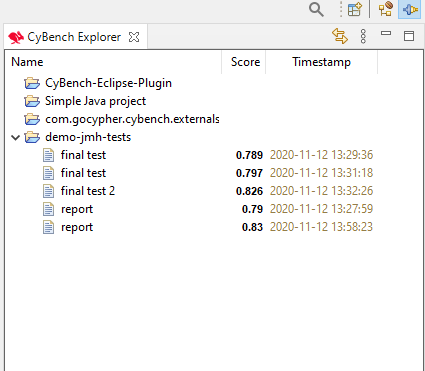 CyBench Explorer
Name Score Timestamp
CyBench-Eclipse-Plugin
Simple Java project
com.gocypher.cybench.externals
demo-jmh-tests
final test 0.789 2020-11-12 13:29:36
final test 0.797 2020-11-12 13:31:18
final test 2 0.826 2020-11-12 13:32:26
report 0.79 2020-11-12 13:27:59
report 0.83 2020-11-12 13:58:23